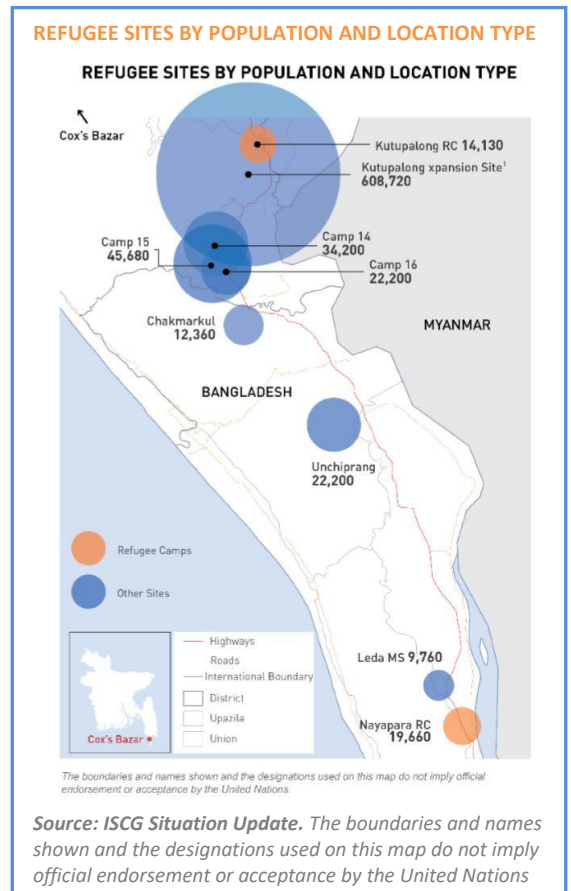 REFUGEE SITES BY POPULATION AND LOCATION TYPE
REFUGEE SITES BY POPULATION AND LOCATION TYPE
Cox's Bazar
Kutupalong RC 14,130
Kutupalong xpansion Site¹
608,720
Camp 14
34,200
Camp 15
45,680
Camp 16
22,200
Chakmarkul
12,360
MYANMAR
BANGLADESH
Unchiprang
22,200
Refugee Camps
Other Sites
Highways
Roads
International Boundary
District
Upazila
Union
Cox's Bazar
Leda MS 9,760
Nayapara RC
19,660
The boundaries and names shown and the designations used on this map do not imply official
endorsement or acceptance by the United Nations.
Source: ISCG Situation Update. The boundaries and names
shown and the designations used on this map do not imply
official endorsement or acceptance by the United Nations